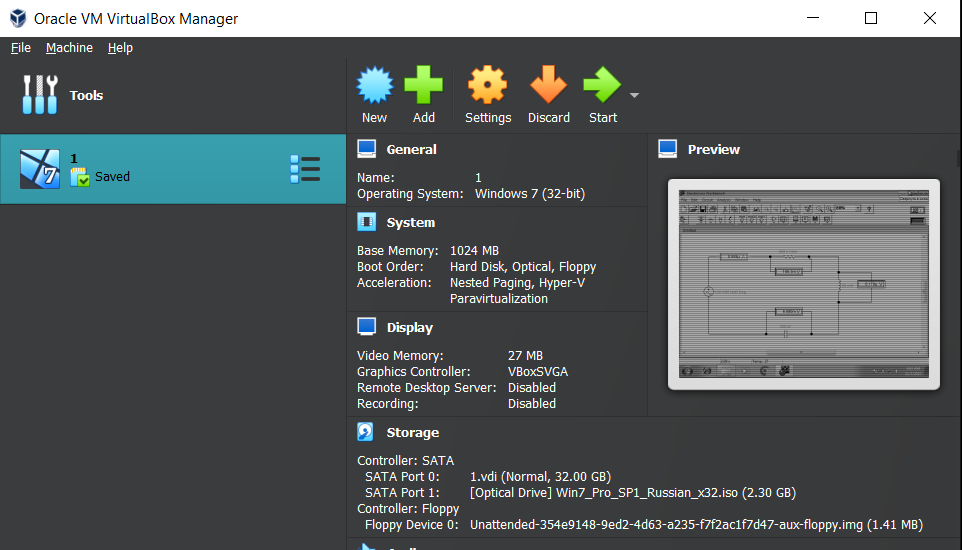 Oracle VM VirtualBox Manager
File Machine Help
Tools
New Add Settings Discard Start
1
Saved
General
Name: 1
Operating System: Windows 7 (32-bit)
System
Base Memory: 1024 MB
Boot Order: Hard Disk, Optical, Floppy
Acceleration: Nested Paging, Hyper-V
Paravirtualization
Display
Video Memory: 27 MB
Graphics Controller: VBoxSVGA
Remote Desktop Server: Disabled
Recording: Disabled
Storage
Controller: SATA
SATA Port 0: 1.vdi (Normal, 32.00 GB)
SATA Port 1: [Optical Drive] Win7_Pro_SP1_Russian_x32.iso (2.30 GB)
Controller: Floppy
Floppy Device 0: Unattended-354e9148-9ed2-4d63-a235-f7f2ac1f7d47-aux-floppy.img (1.41 MB)
Preview